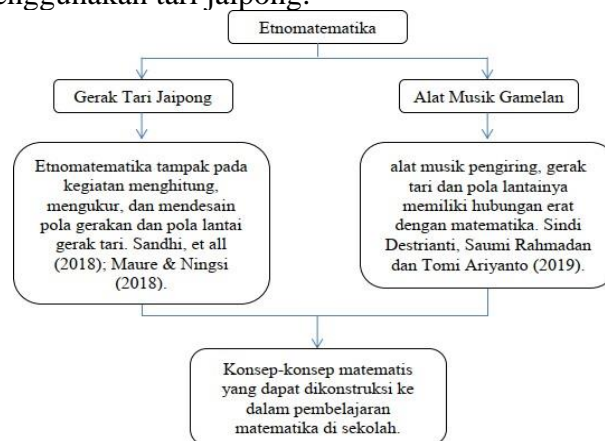 menggunakan tari jaipong.
Etnomatematika
Gerak Tari Jaipong
Alat Musik Gamelan
Etnomatematika tampak pada
kegiatan menghitung,
mengukur, dan mendesain
pola gerakan dan pola lantai
gerak tari. Sandhi, et all
(2018); Maure & Ningsi
(2018).
alat musik pengiring, gerak
tari dan pola lantainya
memiliki hubungan erat
dengan matematika. Sindi
Destrianti, Saumi Rahmadan
dan Tomi Ariyanto (2019).
Konsep-konsep matematis
yang dapat dikonstruksi ke
dalam pembelajaran
matematika di sekolah.